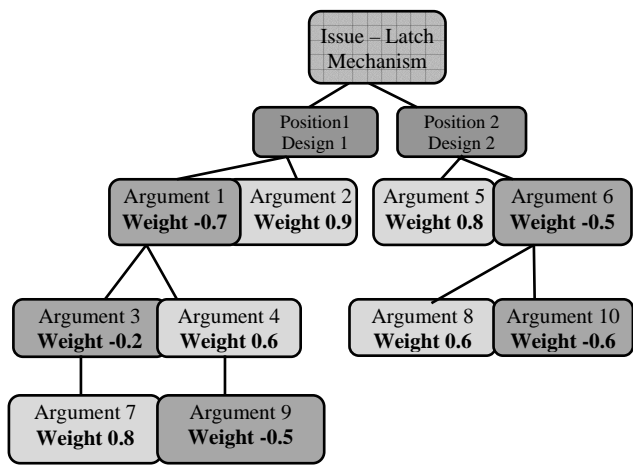 Issue – Latch
Mechanism
Position1
Design 1
Position 2
Design 2
Argument 1
Weight -0.7
Argument 2
Weight 0.9
Argument 5
Weight 0.8
Argument 6
Weight -0.5
Argument 3
Weight -0.2
Argument 4
Weight 0.6
Argument 8
Weight 0.6
Argument 10
Weight -0.6
Argument 7
Weight 0.8
Argument 9
Weight -0.5